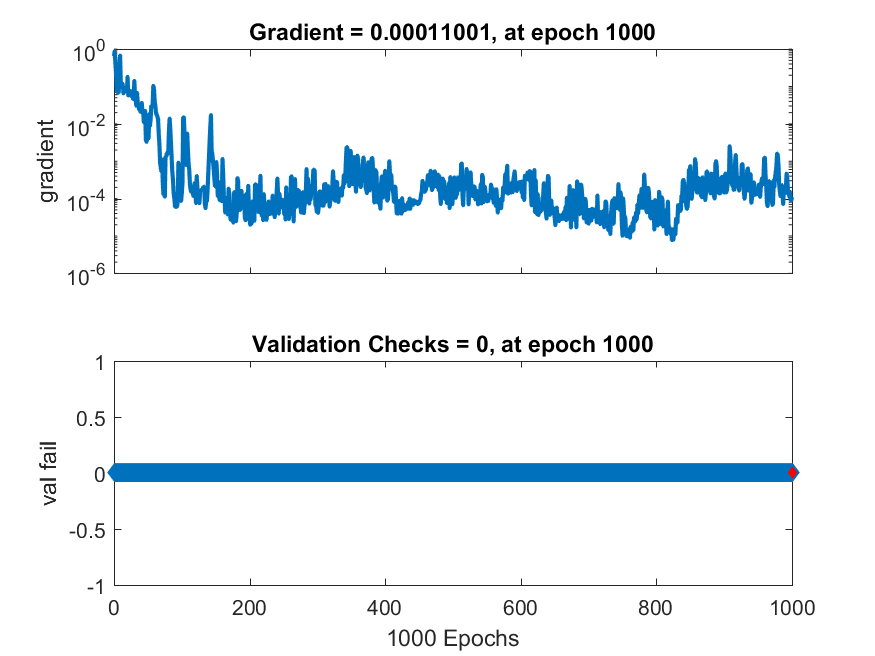 Gradient = 0.00011001, at epoch 1000
10^0
10^-2
10^-4
10^-6
gradient
Validation Checks = 0, at epoch 1000
1
0.5
0
-0.5
-1
val fail
0 200 400 600 800 1000
1000 Epochs